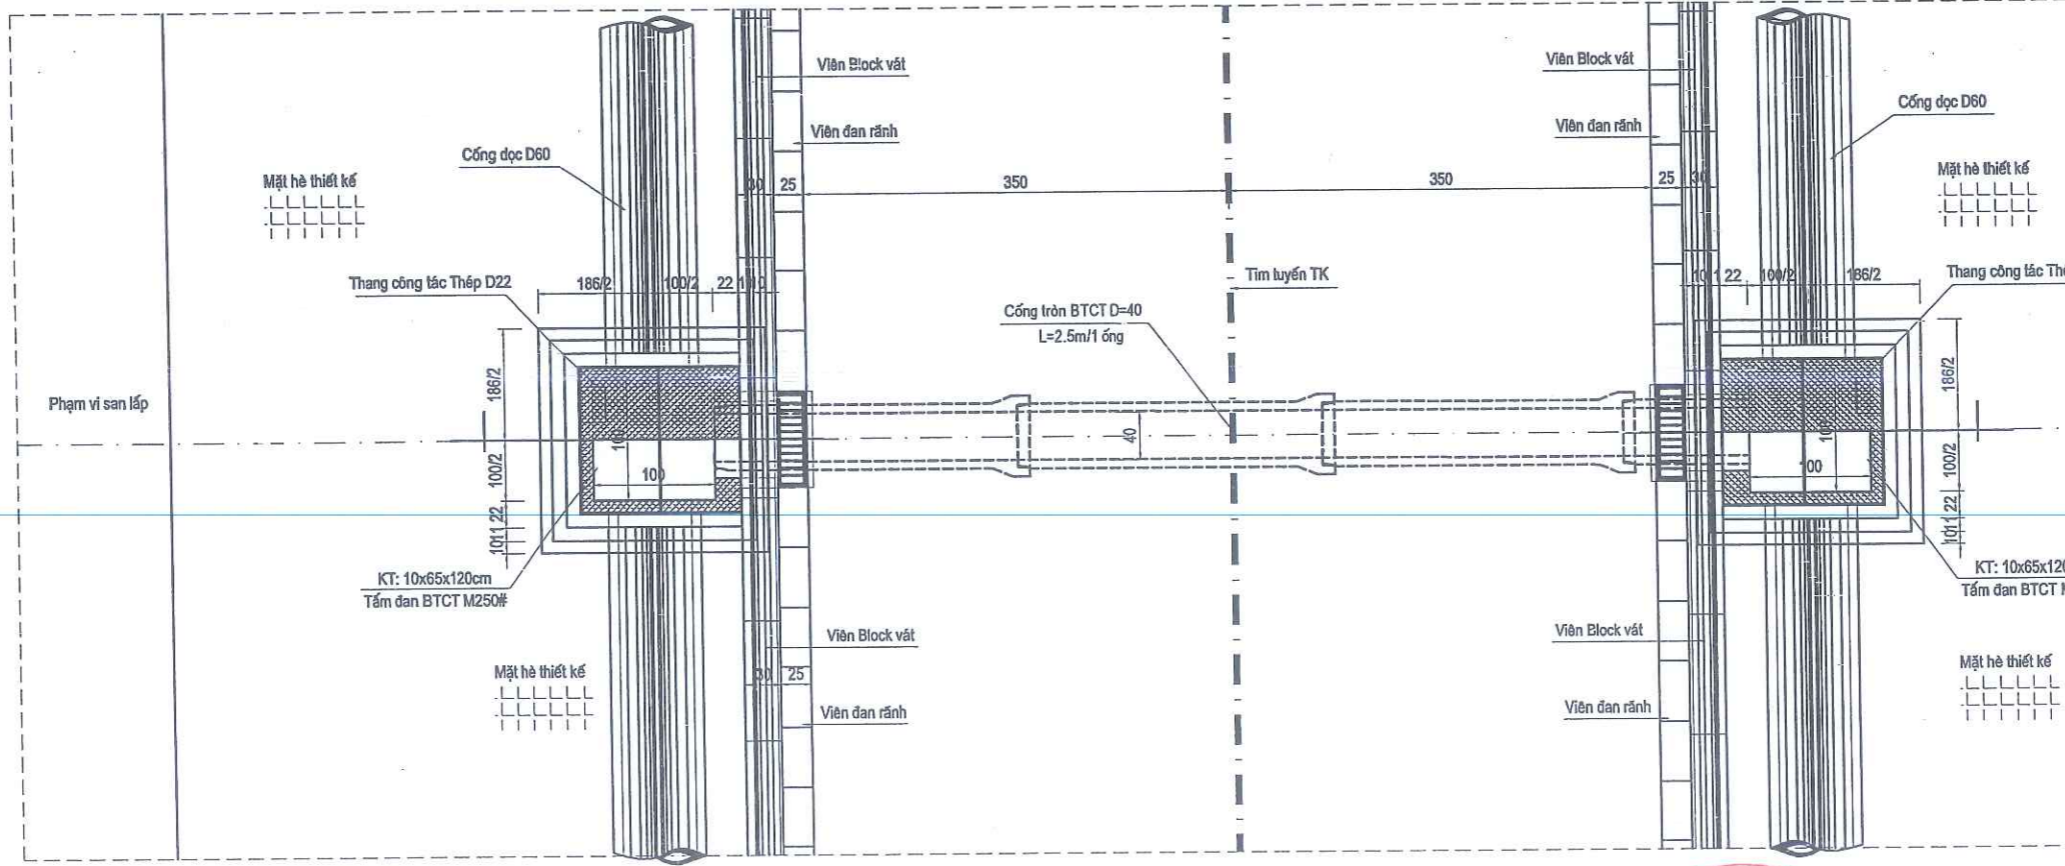 Viên Block vát
Viên Block vát
Cống dọc D60
Viên đan rãnh
Viên đan rãnh
Cống dọc D60
Mặt hè thiết kế
Mặt hè thiết kế
30
25
350
350
25
30
Thang công tác Thép D22
186/2
100/2
22
11
10
Tim tuyến TK
10
22
100/2
186/2
Thang công tác Thé
Cống tròn BTCT D=40
L=2.5m/1 ống
186/2
186/2
Phạm vi san lấp
100
40
100/2
100
100/2
100
22
11
10
22
11
10
KT: 10x65x120cm
Tấm đan BTCT M250#
KT: 10x65x120
Tấm đan BTCT M
Viên Block vát
Viên Block vát
Mặt hè thiết kế
Mặt hè thiết kế
30
25
Viên đan rãnh
Viên đan rãnh